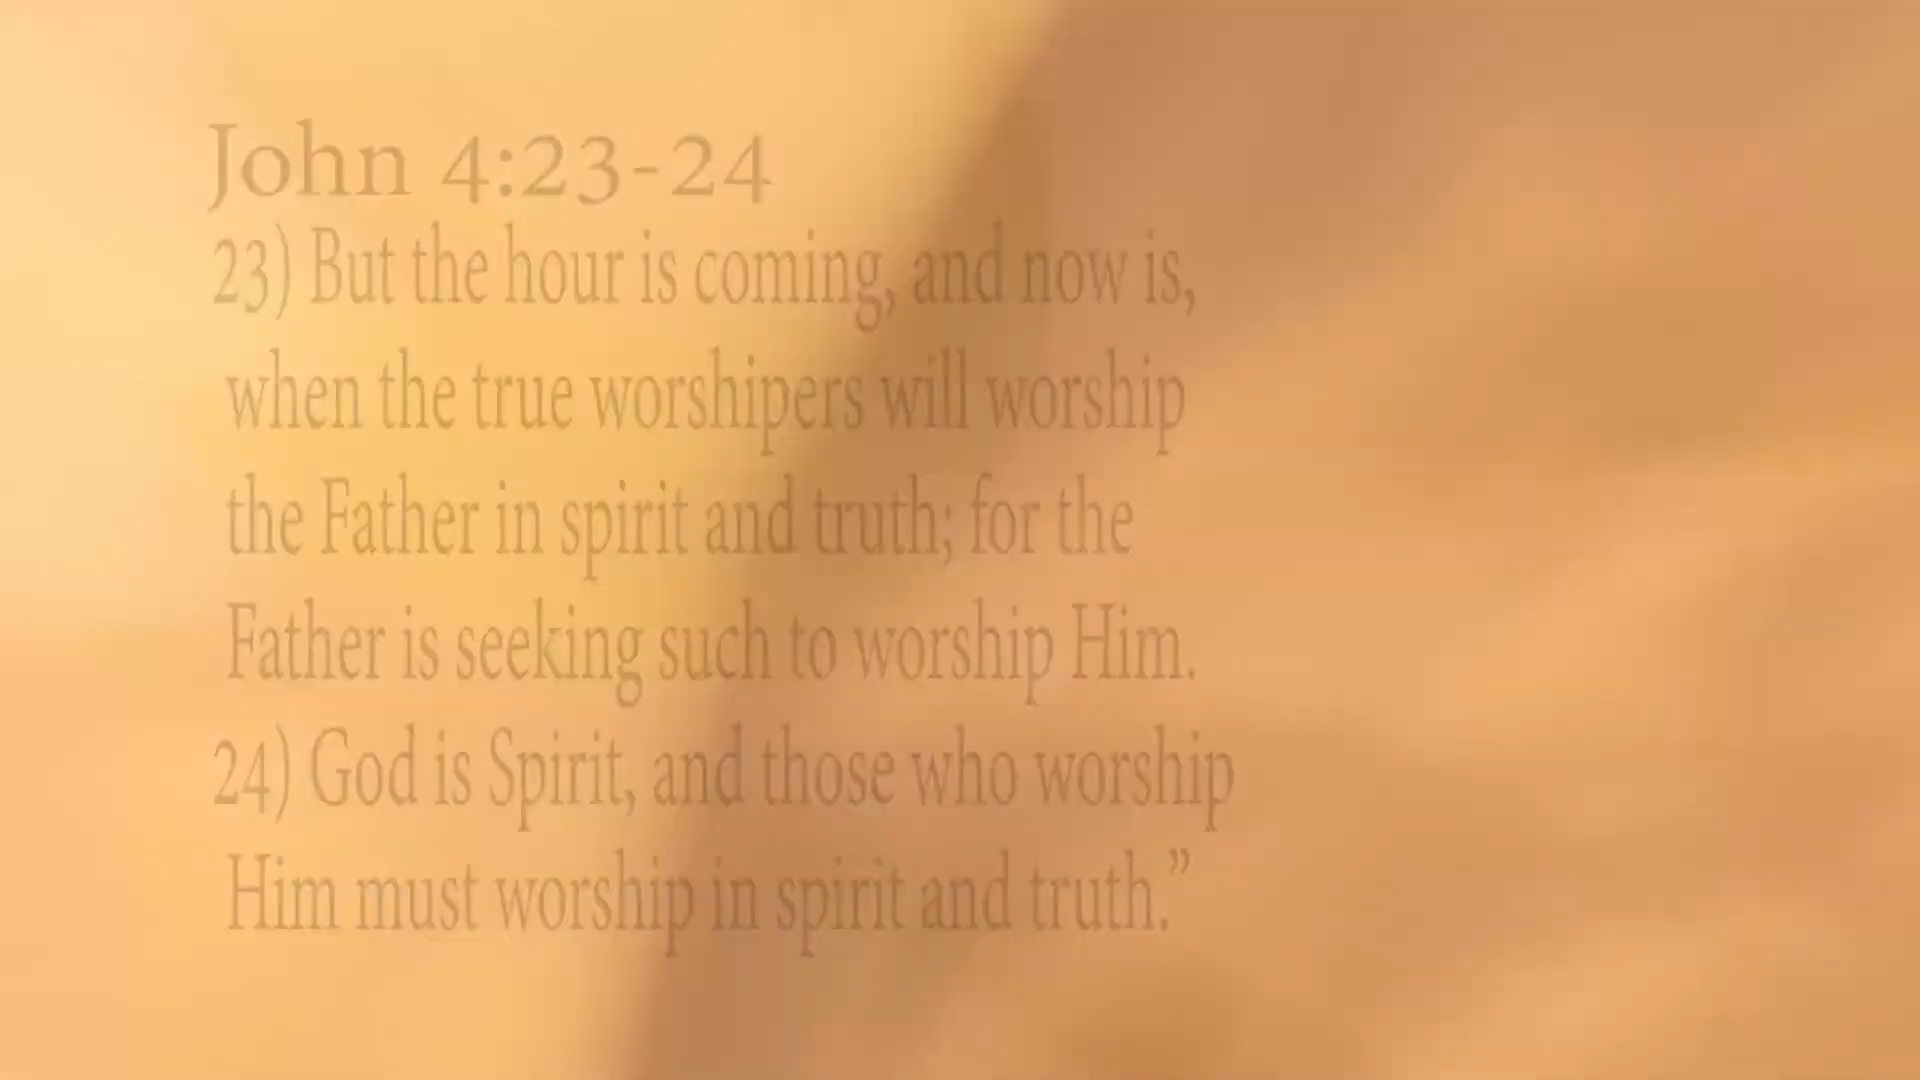 John 4:23-24
23) But the hour is coming, and now is,
when the true worshipers will worship
the Father in spirit and truth; for the
Father is seeking such to worship Him.
24) God is Spirit, and those who worship
Him must worship in spirit and truth.”